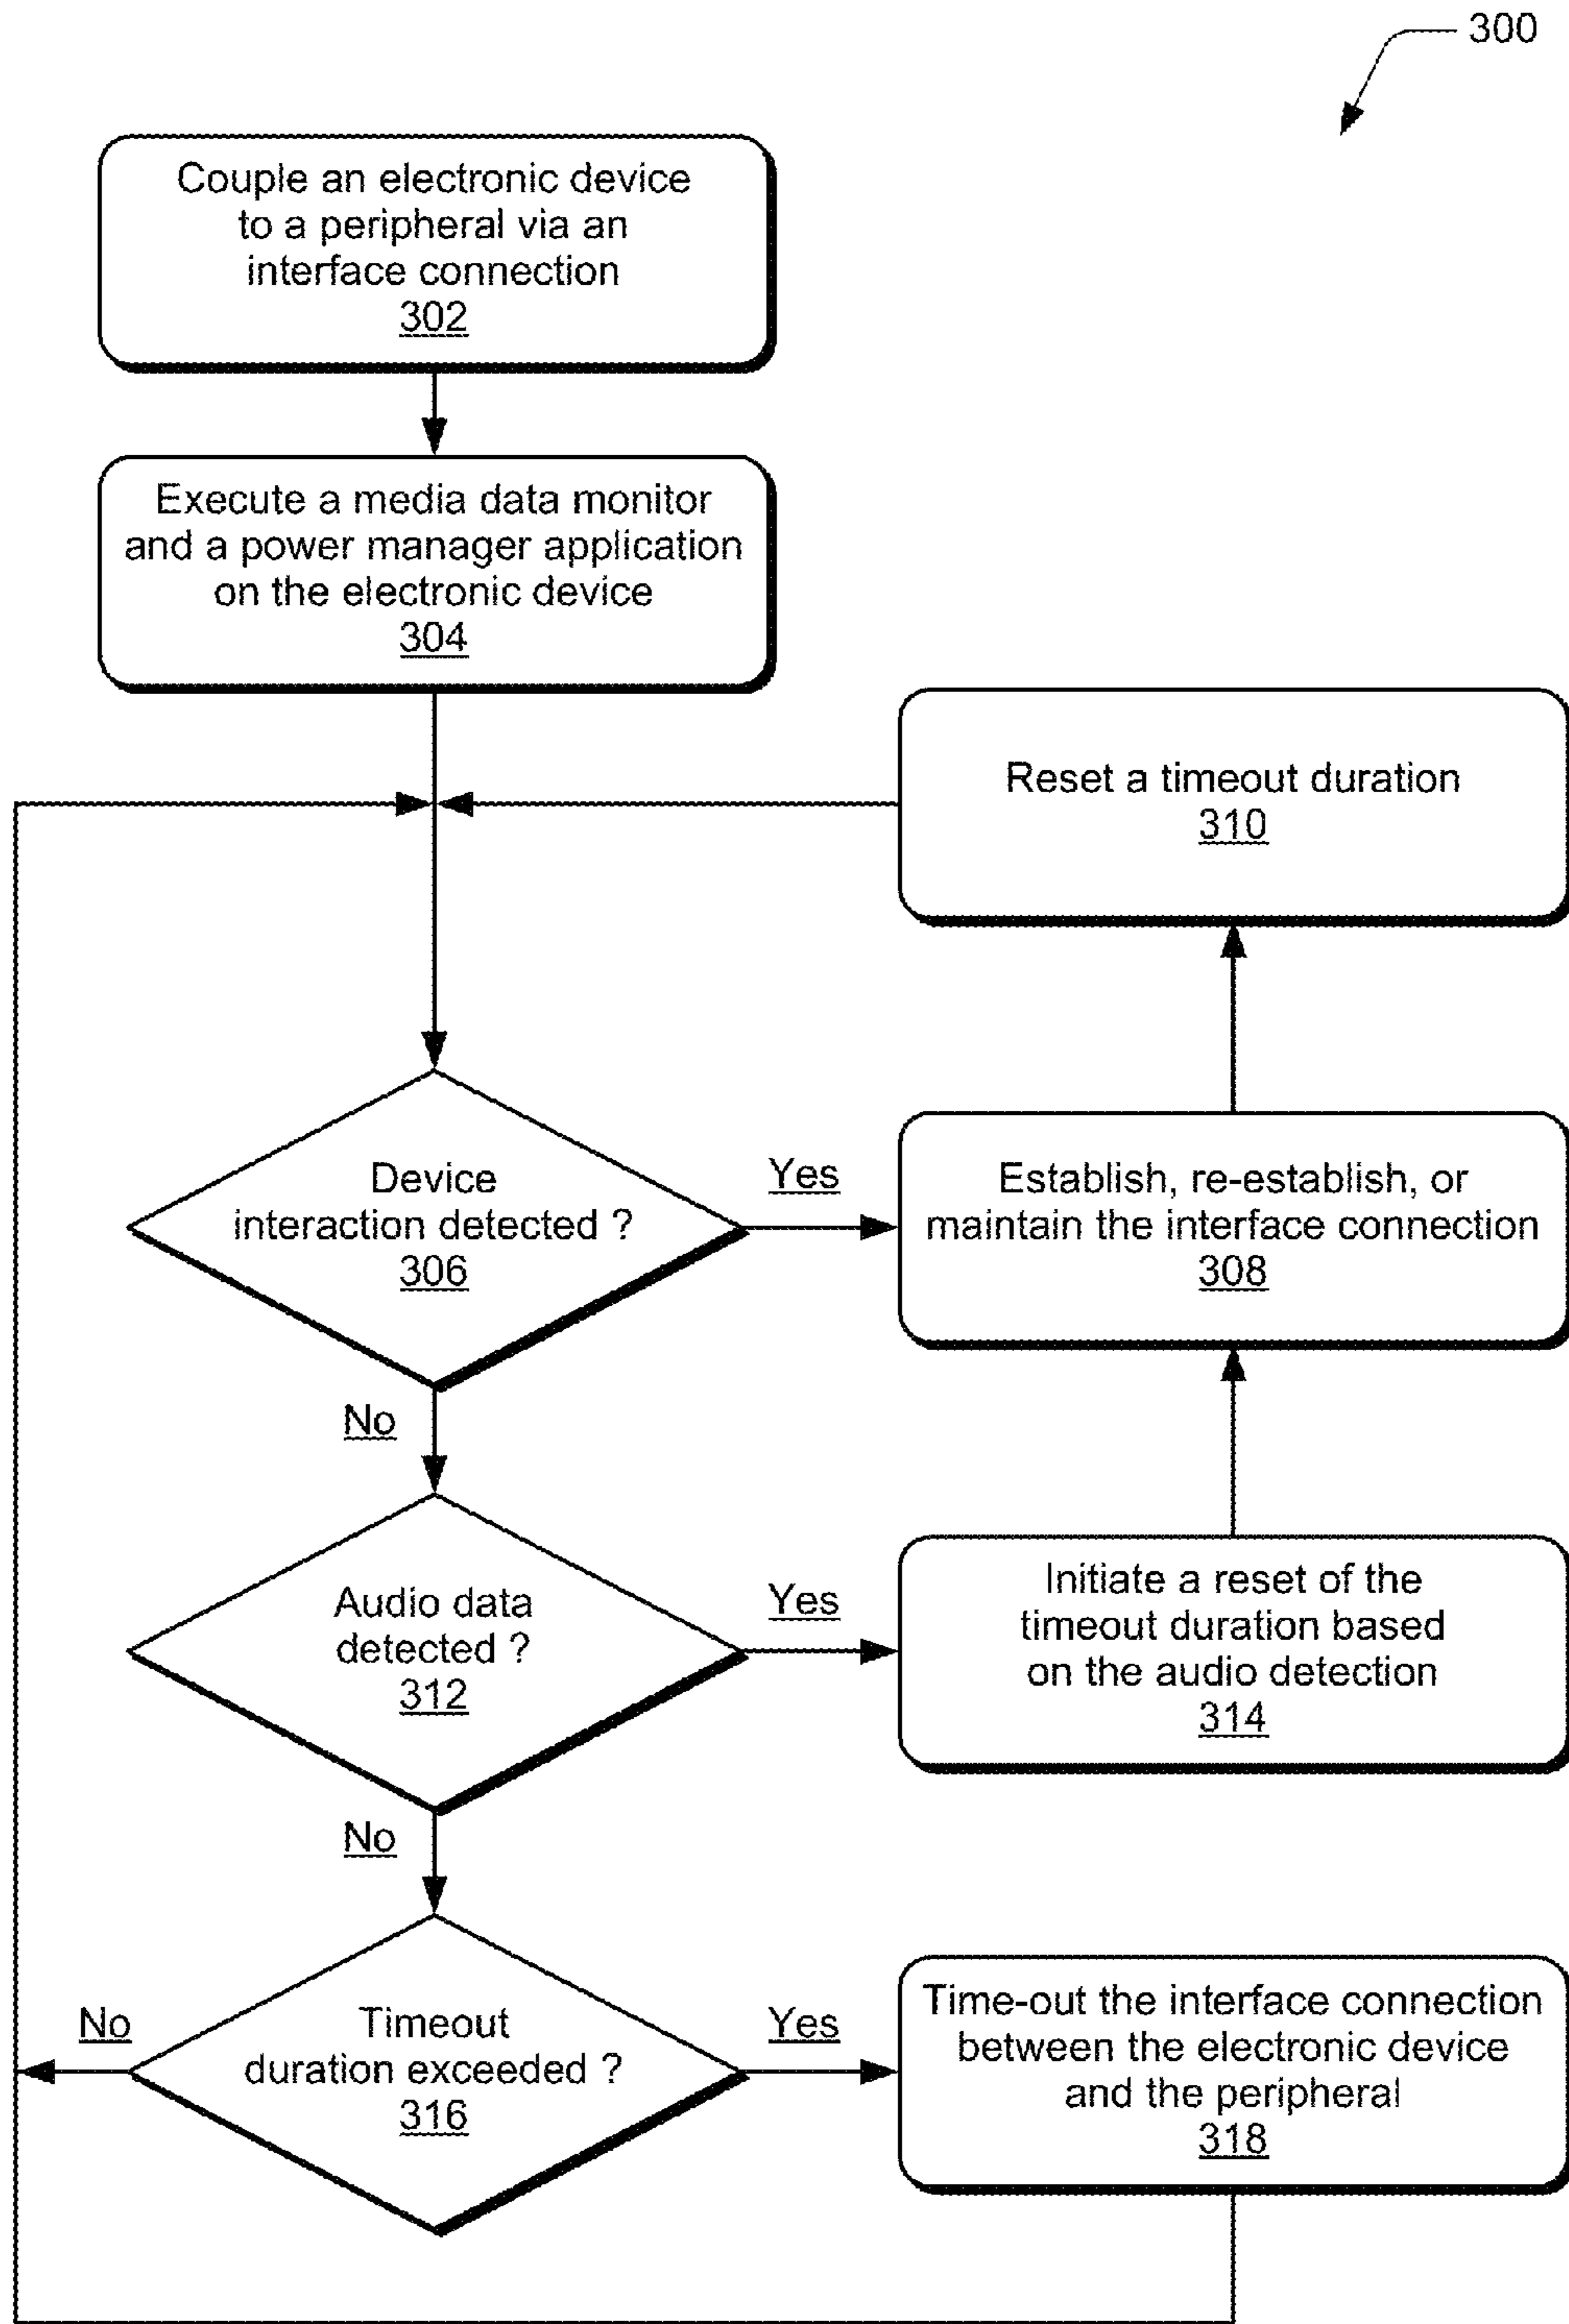 300
Couple an electronic device
to a peripheral via an
interface connection
302
Execute a media data monitor
and a power manager application
on the electronic device
304
Reset a timeout duration
310
Device
interaction detected ?
306
Yes
Establish, re-establish, or
maintain the interface connection
308
No
Audio data
detected ?
312
Yes
Initiate a reset of the
timeout duration based
on the audio detection
314
No
No
Timeout
duration exceeded ?
316
Yes
Time-out the interface connection
between the electronic device
and the peripheral
318